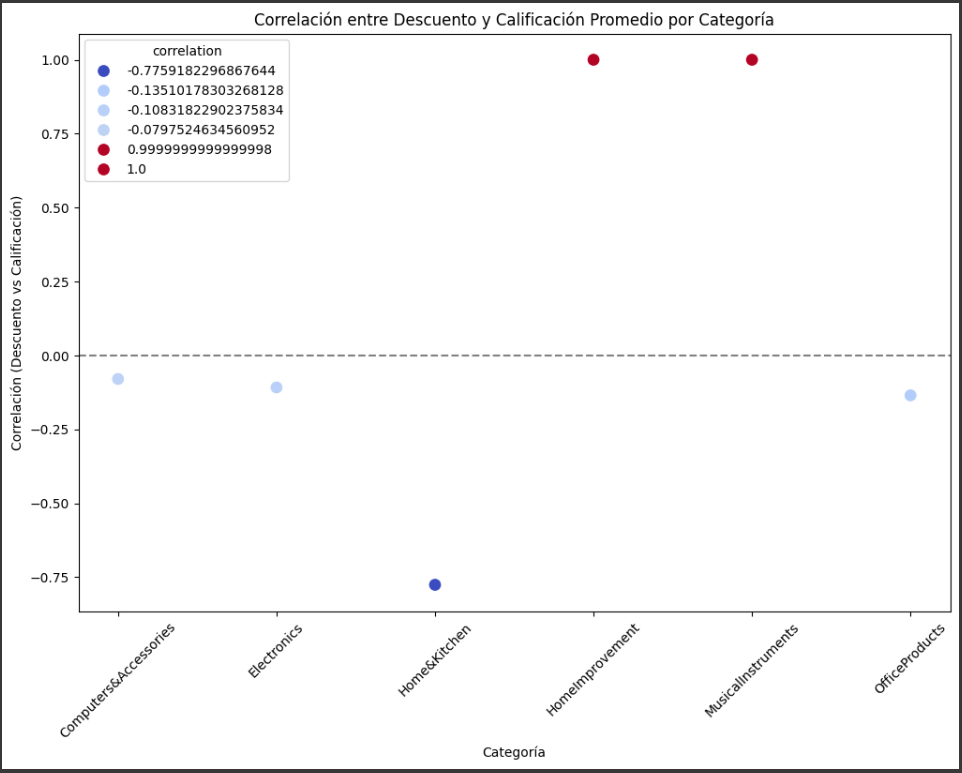 Correlación entre Descuento y Calificación Promedio por Categoría
correlation
-0.7759182296867644
-0.13510178303268128
-0.10831822902375834
-0.0797524634560952
0.9999999999999998
1.0
1.00
0.75
0.50
0.25
0.00
−0.25
−0.50
−0.75
Correlación (Descuento vs Calificación)
Computers&Accessories
Electronics
Home&Kitchen
HomeImprovement
MusicalInstruments
OfficeProducts
Categoría